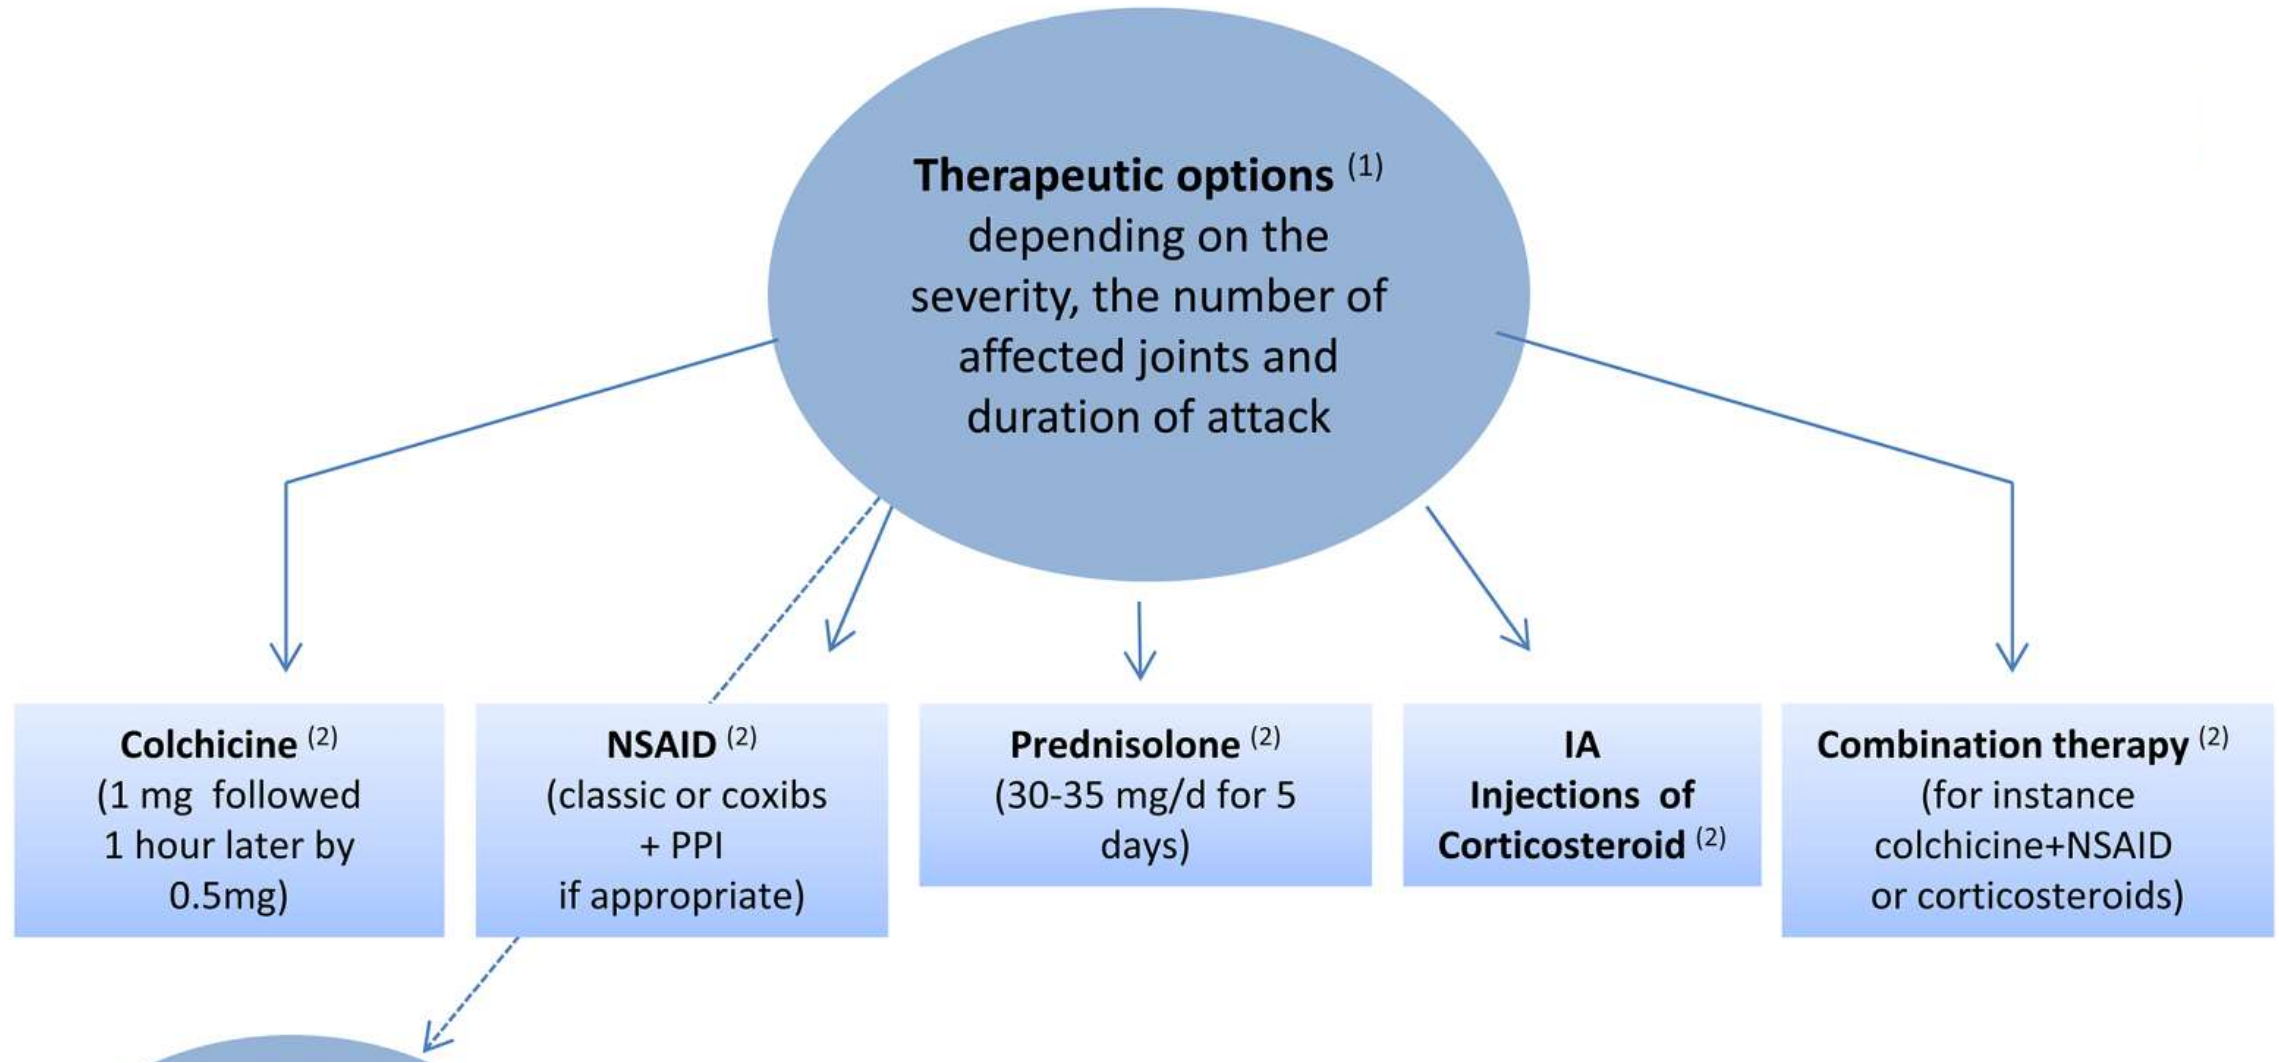 Therapeutic options (1)
depending on the
severity, the number of
affected joints and
duration of attack
Colchicine (2)
(1 mg followed
1 hour later by
0.5mg)
NSAID (2)
(classic or coxibs
+ PPI
if appropriate)
Prednisolone (2)
(30-35 mg/d for 5
days)
IA
Injections of
Corticosteroid (2)
Combination therapy (2)
(for instance
colchicine+NSAID
or corticosteroids)